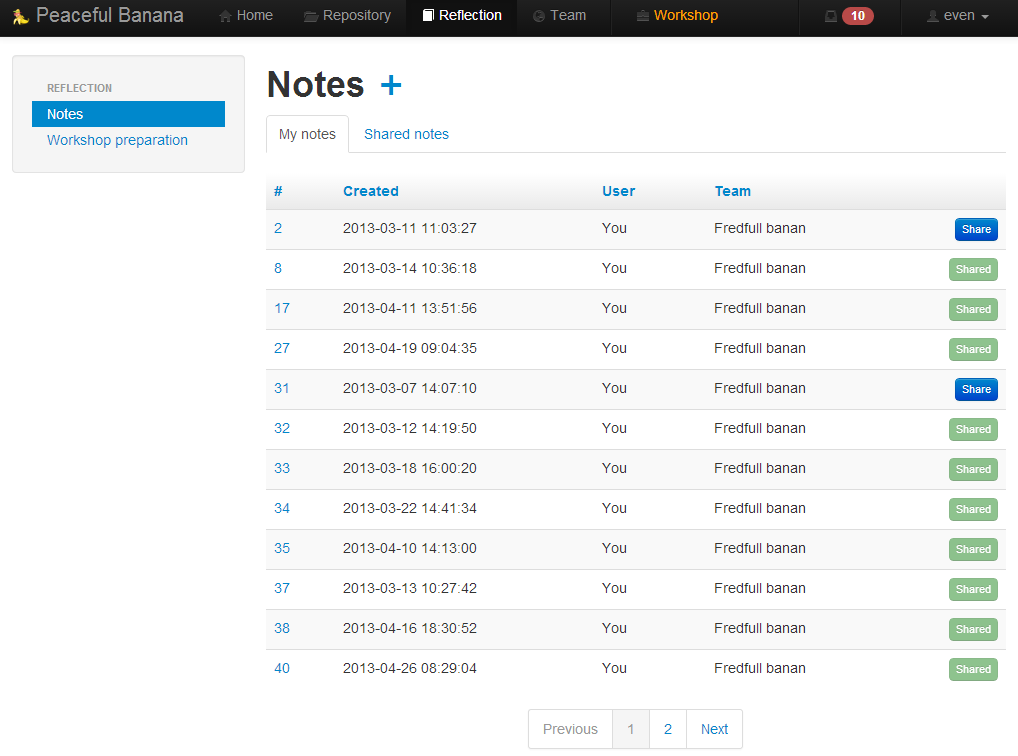 Peaceful Banana Home Repository Reflection Team Workshop 10 even
REFLECTION
Notes
Workshop preparation
Notes +
My notes Shared notes
# Created User Team
2 2013-03-11 11:03:27 You Fredfull banan Share
8 2013-03-14 10:36:18 You Fredfull banan Shared
17 2013-04-11 13:51:56 You Fredfull banan Shared
27 2013-04-19 09:04:35 You Fredfull banan Shared
31 2013-03-07 14:07:10 You Fredfull banan Share
32 2013-03-12 14:19:50 You Fredfull banan Shared
33 2013-03-18 16:00:20 You Fredfull banan Shared
34 2013-03-22 14:41:34 You Fredfull banan Shared
35 2013-04-10 14:13:00 You Fredfull banan Shared
37 2013-03-13 10:27:42 You Fredfull banan Shared
38 2013-04-16 18:30:52 You Fredfull banan Shared
40 2013-04-26 08:29:04 You Fredfull banan Shared
Previous 1 2 Next